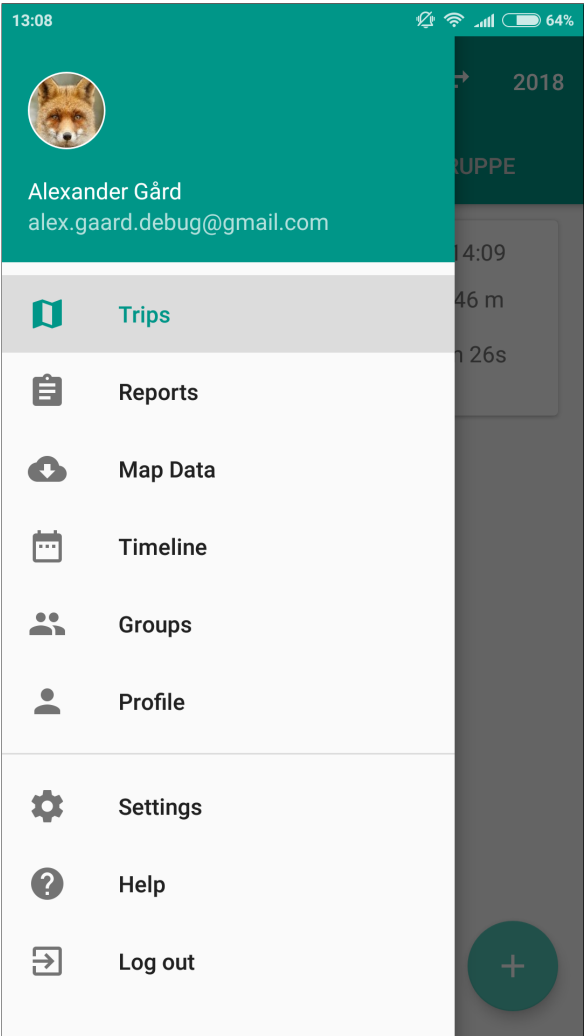 13:08 64%
2018
Alexander Gård
alex.gaard.debug@gmail.com
RUPPE
14:09
46 m
26s
Trips
Reports
Map Data
Timeline
Groups
Profile
Settings
Help
Log out